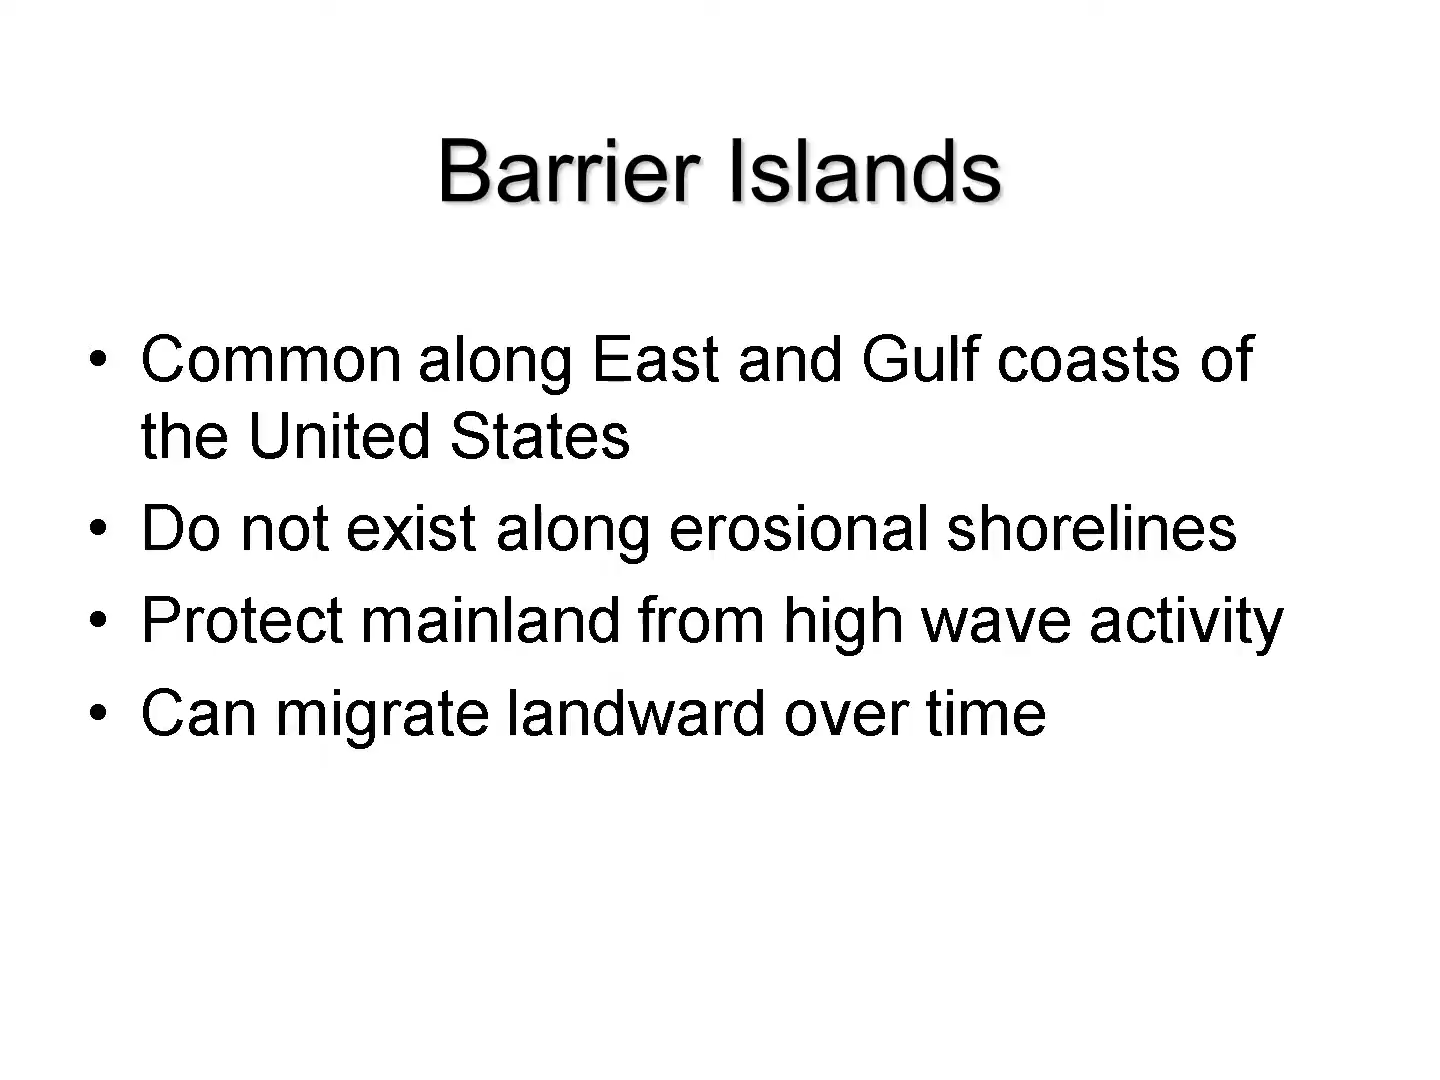 Barrier Islands
• Common along East and Gulf coasts of
the United States
• Do not exist along erosional shorelines
• Protect mainland from high wave activity
• Can migrate landward over time